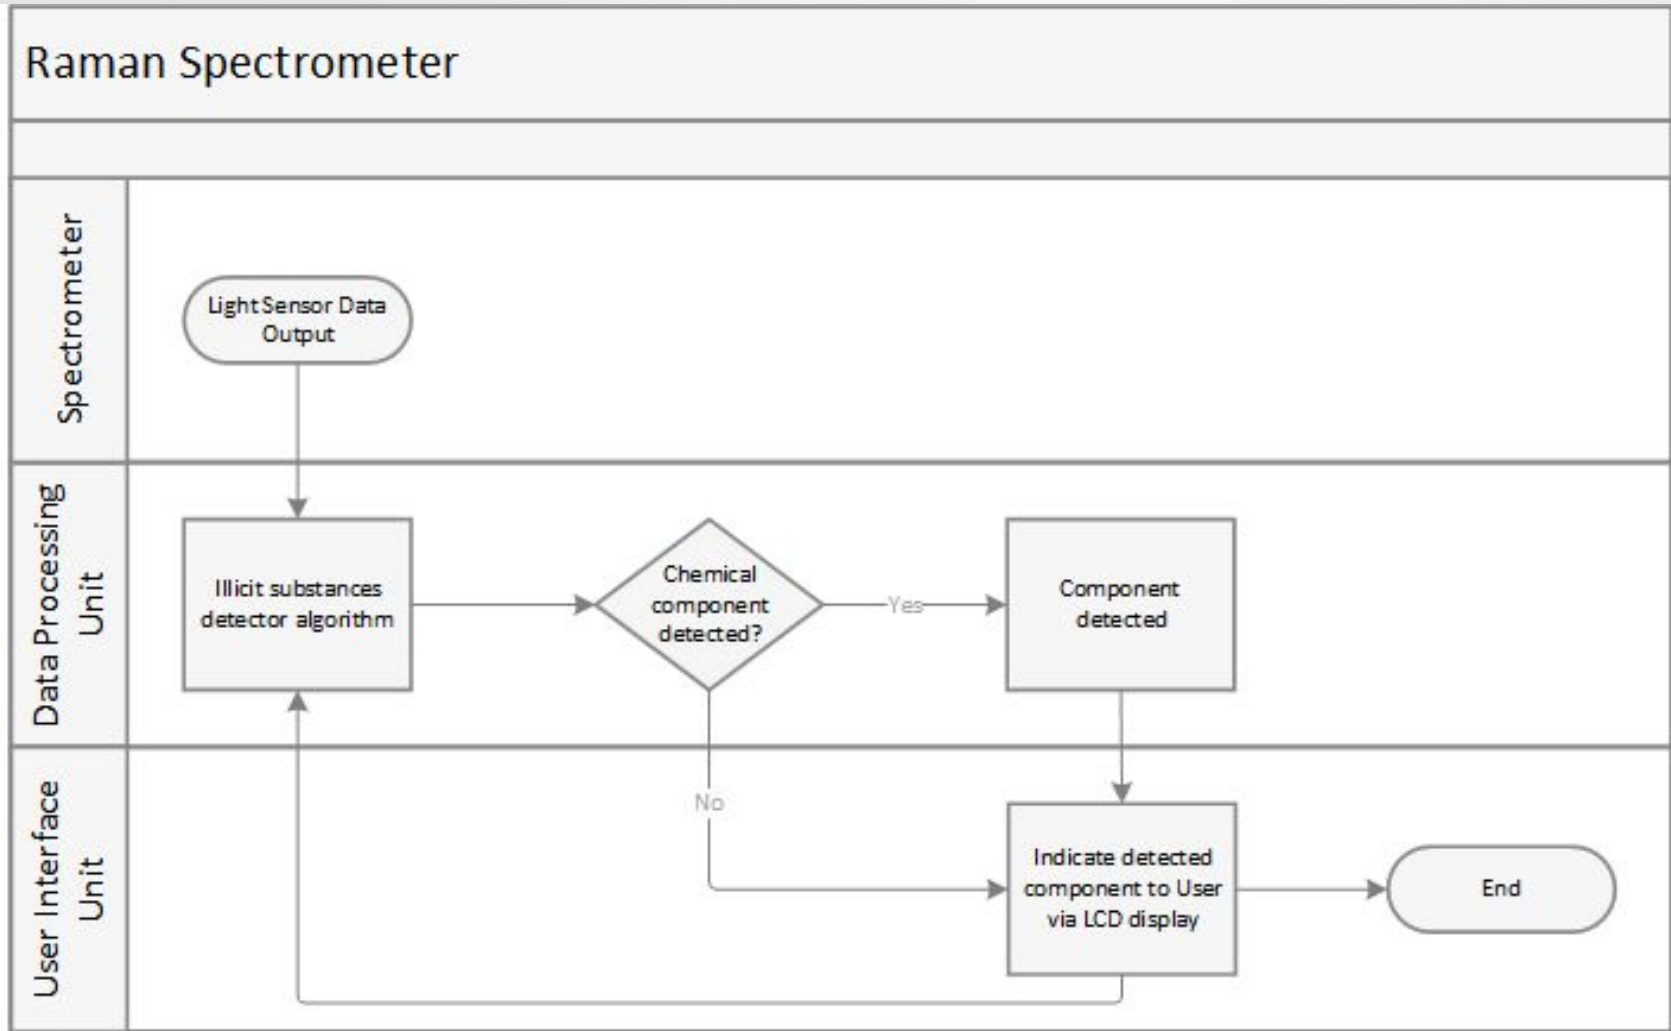 Raman Spectrometer
Spectrometer
Light Sensor Data
Output
Data Processing
Unit
Illicit substances
detector algorithm
Chemical
component
detected?
Yes
Component
detected
User Interface
Unit
No
Indicate detected
component to User
via LCD display
End